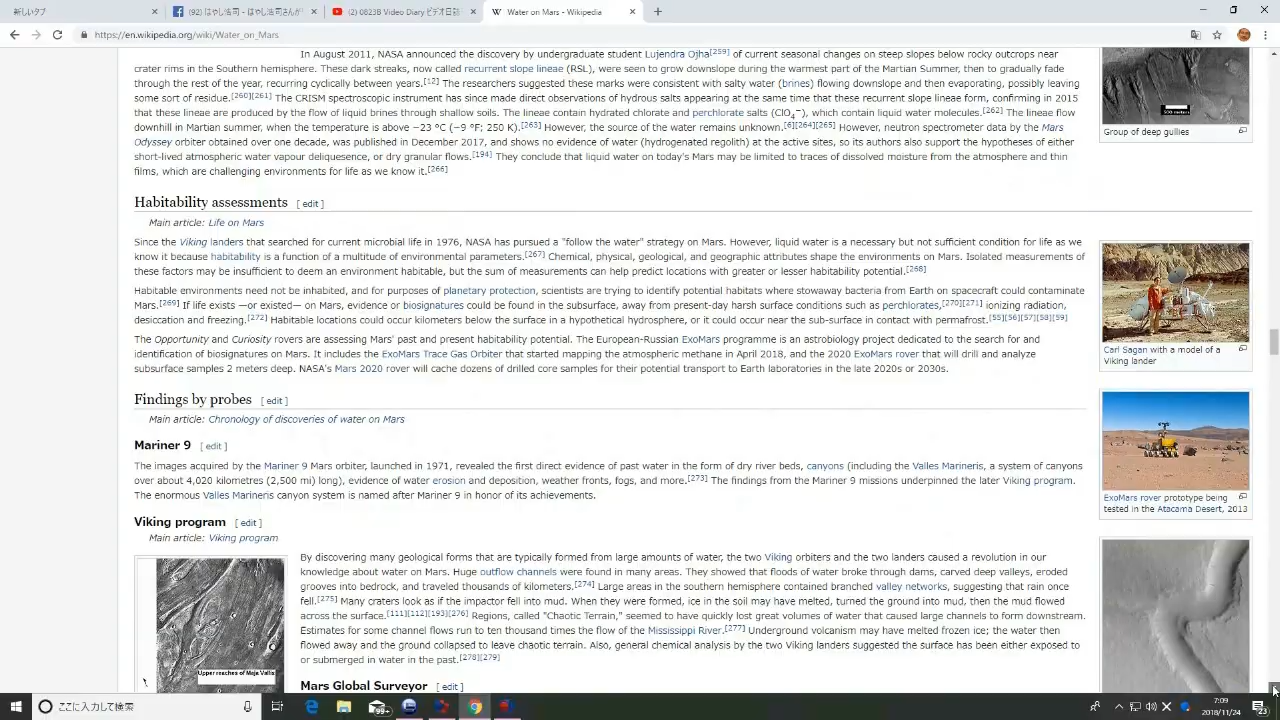 新しいタブ
(92) はやし浩司 - はやし浩司さんが
(2) 0823B Video Diary ビデオ日誌
Water on Mars - Wikipedia
https://en.wikipedia.org/wiki/Water_on_Mars
In August 2011, NASA announced the discovery by undergraduate student Lujendra Ojha[259] of current seasonal changes on steep slopes below rocky outcrops near
crater rims in the Southern hemisphere. These dark streaks, now called recurrent slope lineae (RSL), were seen to grow downslope during the warmest part of the Martian Summer, then to gradually fade
through the rest of the year, recurring cyclically between years.[12] The researchers suggested these marks were consistent with salty water (brines) flowing downslope and then evaporating, possibly leaving
some sort of residue.[260][261] The CRISM spectroscopic instrument has since made direct observations of hydrous salts appearing at the same time that these recurrent slope lineae form, confirming in 2015
that these lineae are produced by the flow of liquid brines through shallow soils. The lineae contain hydrated chlorate and perchlorate salts (ClO4−), which contain liquid water molecules.[262] The lineae flow
downhill in Martian summer, when the temperature is above −23 °C (−9 °F; 250 K).[263] However, the source of the water remains unknown.[6][264][265] However, neutron spectrometer data by the Mars
Odyssey orbiter obtained over one decade, was published in December 2017, and shows no evidence of water (hydrogenated regolith) at the active sites, so its authors also support the hypotheses of either
short-lived atmospheric water vapour deliquesence, or dry granular flows.[194] They conclude that liquid water on today's Mars may be limited to traces of dissolved moisture from the atmosphere and thin
films, which are challenging environments for life as we know it.[266]
500 meters
Group of deep gullies
Habitability assessments [ edit ]
Main article: Life on Mars
Since the Viking landers that searched for current microbial life in 1976, NASA has pursued a "follow the water" strategy on Mars. However, liquid water is a necessary but not sufficient condition for life as we
know it because habitability is a function of a multitude of environmental parameters.[267] Chemical, physical, geological, and geographic attributes shape the environments on Mars. Isolated measurements of
these factors may be insufficient to deem an environment habitable, but the sum of measurements can help predict locations with greater or lesser habitability potential.[268]
Habitable environments need not be inhabited, and for purposes of planetary protection, scientists are trying to identify potential habitats where stowaway bacteria from Earth on spacecraft could contaminate
Mars.[269] If life exists —or existed— on Mars, evidence or biosignatures could be found in the subsurface, away from present-day harsh surface conditions such as perchlorates,[270][271] ionizing radiation,
desiccation and freezing.[272] Habitable locations could occur kilometers below the surface in a hypothetical hydrosphere, or it could occur near the sub-surface in contact with permafrost.[55][56][57][58][59]
The Opportunity and Curiosity rovers are assessing Mars' past and present habitability potential. The European-Russian ExoMars programme is an astrobiology project dedicated to the search for and
identification of biosignatures on Mars. It includes the ExoMars Trace Gas Orbiter that started mapping the atmospheric methane in April 2018, and the 2020 ExoMars rover that will drill and analyze
subsurface samples 2 meters deep. NASA's Mars 2020 rover will cache dozens of drilled core samples for their potential transport to Earth laboratories in the late 2020s or 2030s.
Carl Sagan with a model of a
Viking lander
Findings by probes [ edit ]
Main article: Chronology of discoveries of water on Mars
Mariner 9 [ edit ]
The images acquired by the Mariner 9 Mars orbiter, launched in 1971, revealed the first direct evidence of past water in the form of dry river beds, canyons (including the Valles Marineris, a system of canyons
over about 4,020 kilometres (2,500 mi) long), evidence of water erosion and deposition, weather fronts, fogs, and more.[273] The findings from the Mariner 9 missions underpinned the later Viking program.
The enormous Valles Marineris canyon system is named after Mariner 9 in honor of its achievements.
ExoMars rover prototype being
tested in the Atacama Desert, 2013
Viking program [ edit ]
Main article: Viking program
By discovering many geological forms that are typically formed from large amounts of water, the two Viking orbiters and the two landers caused a revolution in our
knowledge about water on Mars. Huge outflow channels were found in many areas. They showed that floods of water broke through dams, carved deep valleys, eroded
grooves into bedrock, and traveled thousands of kilometers.[274] Large areas in the southern hemisphere contained branched valley networks, suggesting that rain once
fell.[275] Many craters look as if the impactor fell into mud. When they were formed, ice in the soil may have melted, turned the ground into mud, then the mud flowed
across the surface.[111][112][193][276] Regions, called "Chaotic Terrain," seemed to have quickly lost great volumes of water that caused large channels to form downstream.
Estimates for some channel flows run to ten thousand times the flow of the Mississippi River.[277] Underground volcanism may have melted frozen ice; the water then
flowed away and the ground collapsed to leave chaotic terrain. Also, general chemical analysis by the two Viking landers suggested the surface has been either exposed to
or submerged in water in the past.[278][279]
Upper reaches of Maja Vallis
Mars Global Surveyor [ edit ]
ここに入力して検索
7:09
2018/11/24
23